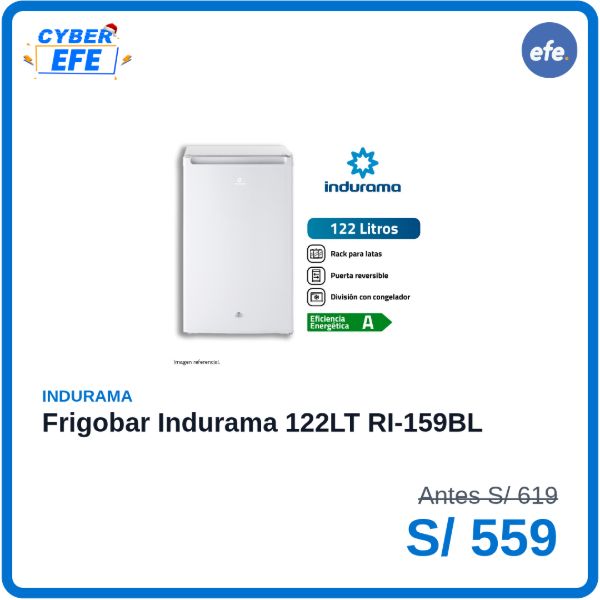 CYBER
EFE
efe.
indurama
122 Litros
Rack para latas
Puerta reversible
División con congelador
Eficiencia
Energética
A
Imagen referencial.
INDURAMA
Frigobar Indurama 122LT RI-159BL
Antes S/ 619
S/ 559